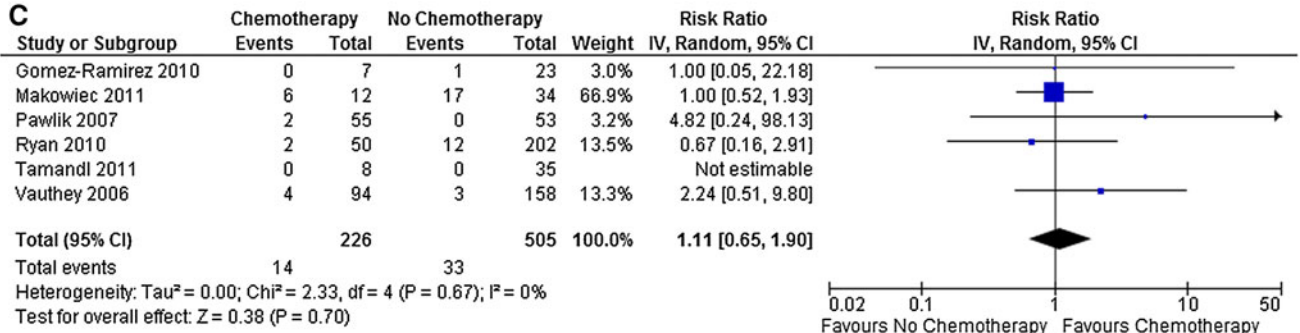 C
Chemotherapy No Chemotherapy Risk Ratio Risk Ratio
Study or Subgroup Events Total Events Total Weight IV, Random, 95% CI IV, Random, 95% CI
Gomez-Ramirez 2010 0 7 1 23 3.0% 1.00 [0.05, 22.18]
Makowiec 2011 6 12 17 34 66.9% 1.00 [0.52, 1.93]
Pawlik 2007 2 55 0 53 3.2% 4.82 [0.24, 98.13]
Ryan 2010 2 50 12 202 13.5% 0.67 [0.16, 2.91]
Tamandl 2011 0 8 0 35 Not estimable
Vauthey 2006 4 94 3 158 13.3% 2.24 [0.51, 9.80]
Total (95% CI) 226 505 100.0% 1.11 [0.65, 1.90]
Total events 14 33
Heterogeneity: Tau² = 0.00; Chi² = 2.33, df = 4 (P = 0.67); I² = 0%
Test for overall effect: Z = 0.38 (P = 0.70)
0.02 0.1 1 10 50
Favours No Chemotherapy Favours Chemotherapy